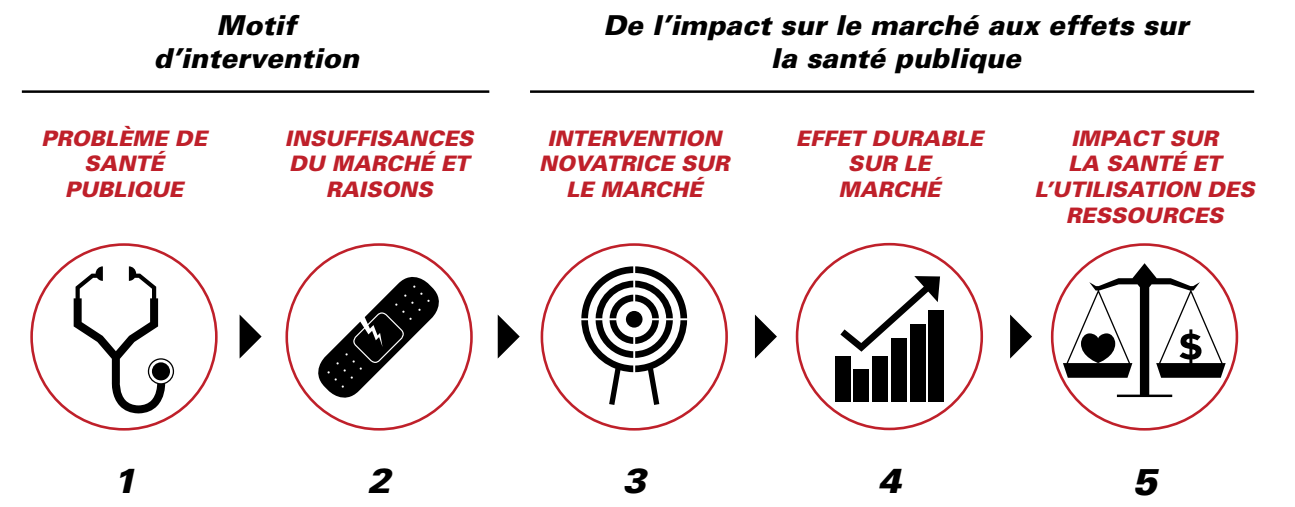 Motif
d’intervention
De l’impact sur le marché aux effets sur
la santé publique
PROBLÈME DE
SANTÉ
PUBLIQUE
INSUFFISANCES
DU MARCHÉ ET
RAISONS
INTERVENTION
NOVATRICE SUR
LE MARCHÉ
EFFET DURABLE
SUR LE
MARCHÉ
IMPACT SUR
LA SANTÉ ET
L’UTILISATION DES
RESSOURCES
$
1
2
3
4
5